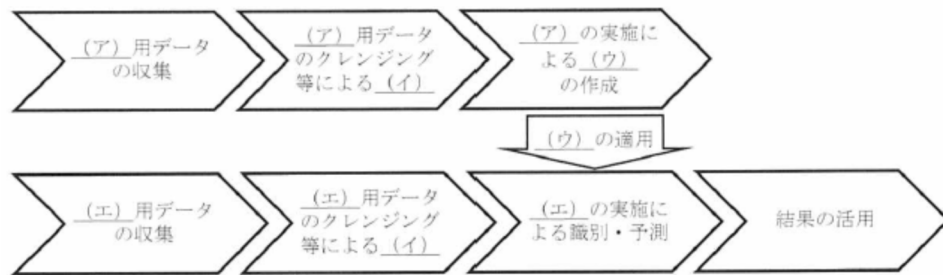 (ア)用データ
の収集
(ア)用データ
のクレンジング
等による(イ)
(ア)の実施に
よる(ウ)
の作成
(ウ)の適用
(エ)用データ
の収集
(エ)用データ
のクレンジング
等による(イ)
(エ)の実施に
よる識別・予測
結果の活用